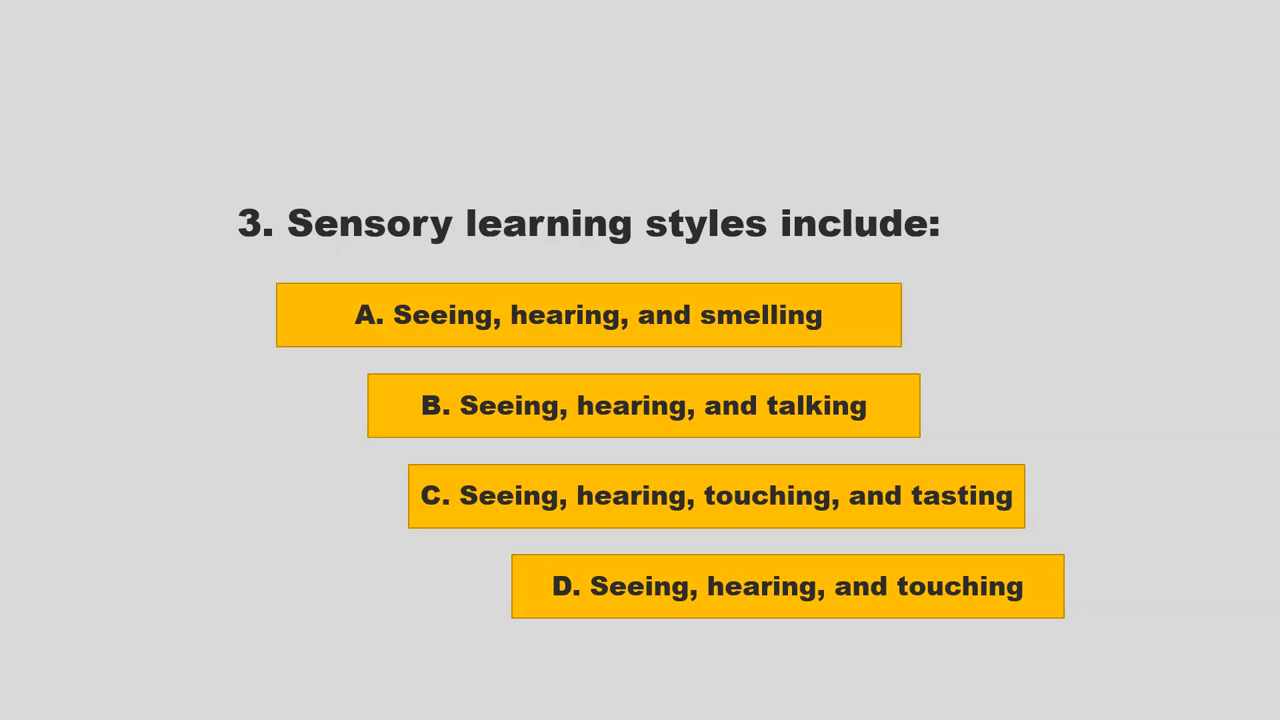 3. Sensory learning styles include:
A. Seeing, hearing, and smelling
B. Seeing, hearing, and talking
C. Seeing, hearing, touching, and tasting
D. Seeing, hearing, and touching